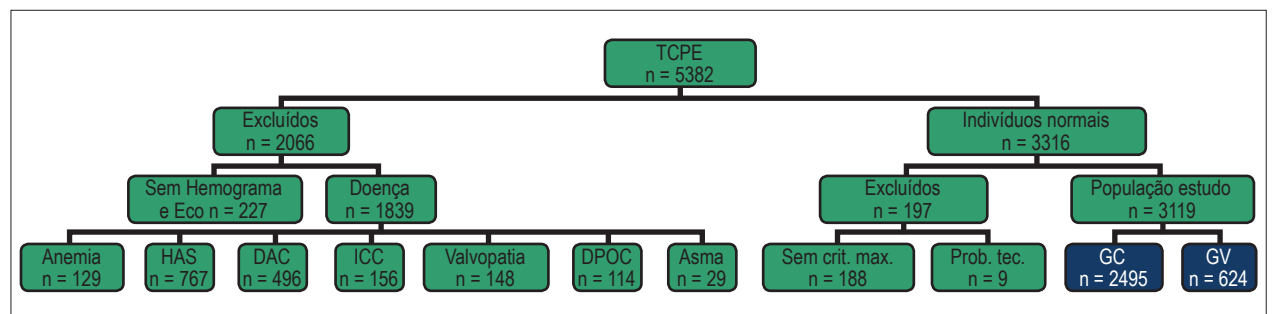 TCPE
n = 5382
Excluídos
n = 2066
Indivíduos normais
n = 3316
Sem Hemograma
e Eco n = 227
Doença
n = 1839
Excluídos
n = 197
População estudo
n = 3119
Anemia
n = 129
HAS
n = 767
DAC
n = 496
ICC
n = 156
Valvopatia
n = 148
DPOC
n = 114
Asma
n = 29
Sem crit. max.
n = 188
Prob. tec.
n = 9
GC
n = 2495
GV
n = 624